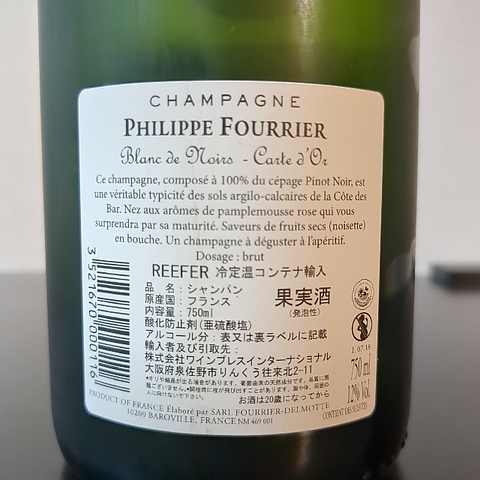 CHAMPAGNE
PHILIPPE FOURRIER
Blanc de Noirs - Carte d'Or
Ce champagne, composé à 100% du cépage Pinot Noir, est
une véritable typicité des sols argilo-calcaires de la Côte des
Bar. Nez aux arômes de pamplemousse rose qui vous
surprendra par sa maturité. Saveurs de fruits secs (noisette)
en bouche. Un champagne à déguster à l'apéritif.
Dosage : brut
REEFER 冷定温コンテナ輸入
品 名：シャンパン
原産国：フランス
内容量：750ml
果実酒
(発泡性)
酸化防止剤(亜硫酸塩)
アルコール分：表又は裏ラベルに記載
輸入者及び引取先：
株式会社ワインプレスインターナショナル
大阪府泉佐野市りんくう往来北2-11
お酒は20歳になってから
PRODUCT OF FRANCE Élaboré par SARL FOURRIER-DELMOTTE
10200 BAROVILLE, FRANCE NM 469 001
3521670000116
L 07.18
750 ml
12% Vol.
CONTIENT DES SULFITES